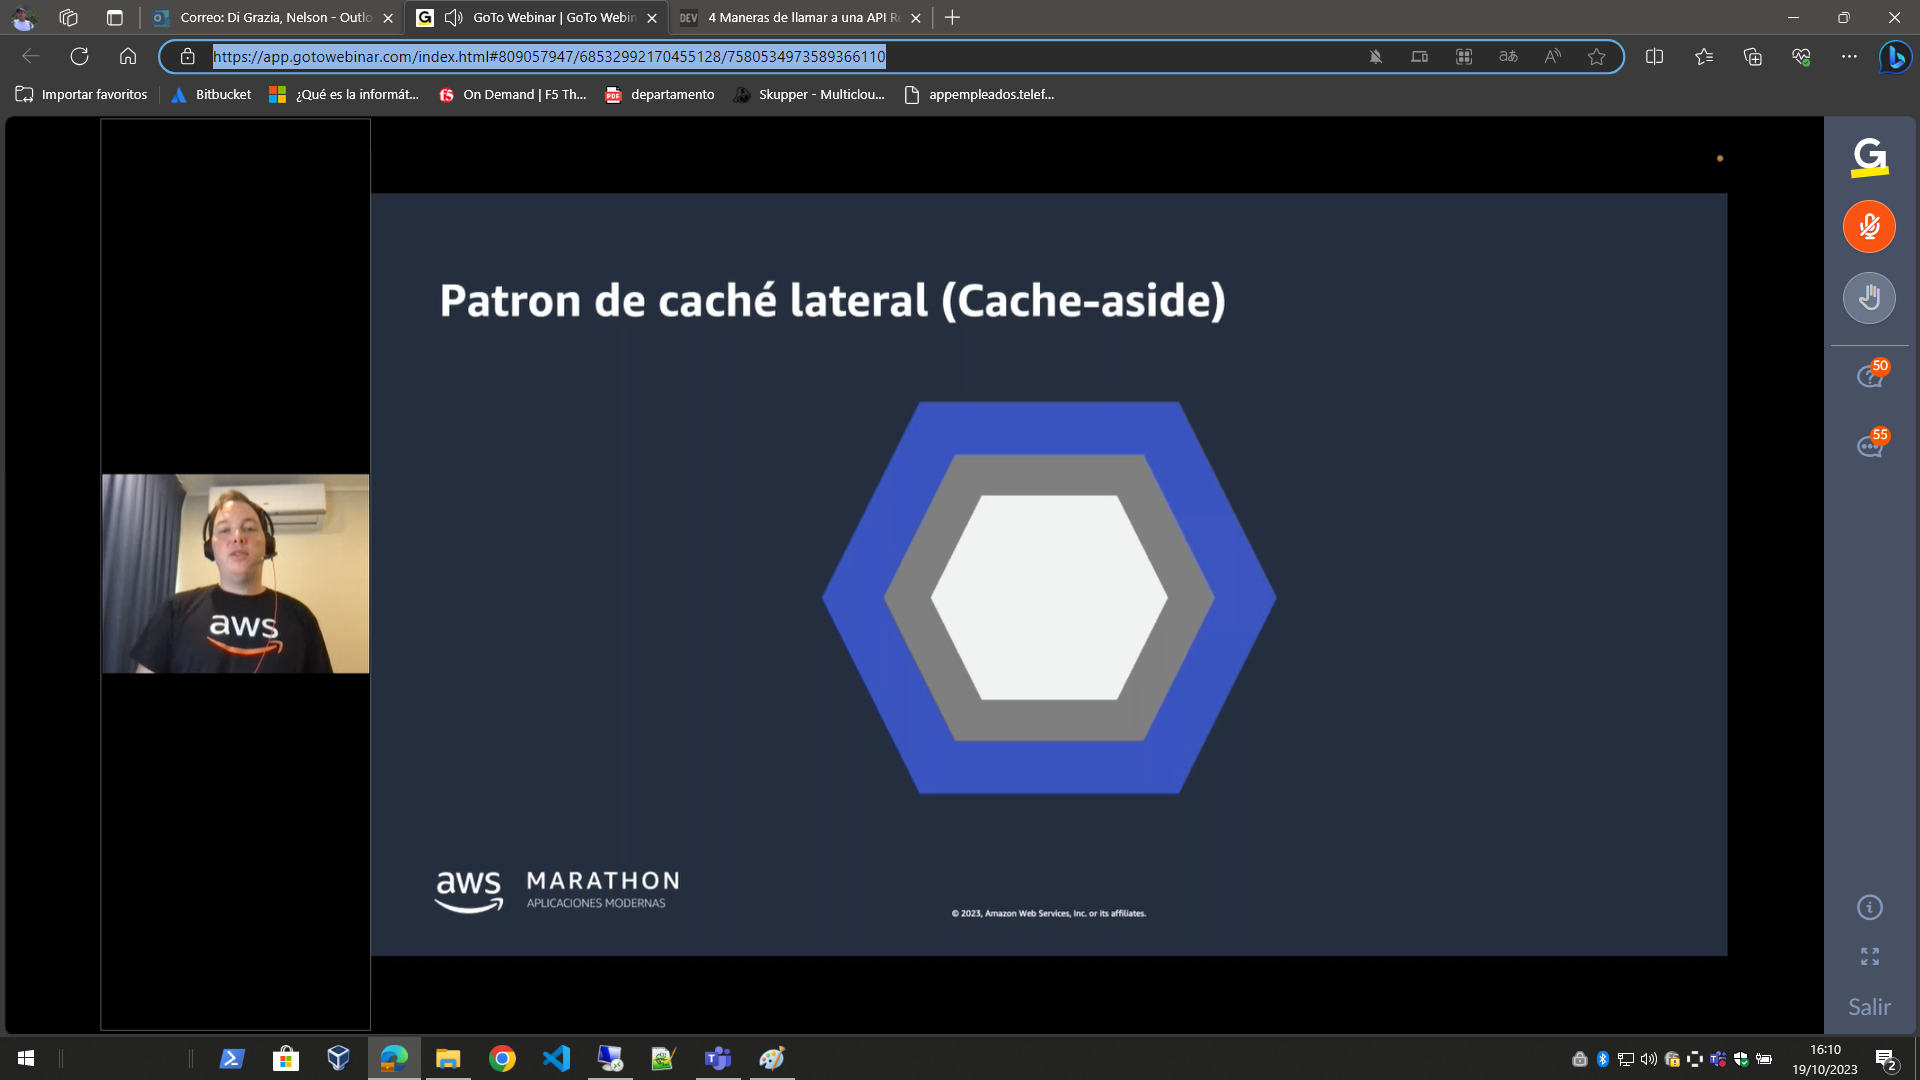 Correo: Di Grazia, Nelson - Outlo
GoTo Webinar | GoTo Webin
DEV
4 Maneras de llamar a una API Re
https://app.gotowebinar.com/index.html#809057947/68532992170455128/7580534973589366110
Importar favoritos
Bitbucket
¿Qué es la informát...
On Demand | F5 Th...
departamento
Skupper - Multiclou...
appempleados.telef...
G
50
55
Patron de caché lateral (Cache-aside)
aws
aws
MARATHON
APLICACIONES MODERNAS
© 2023, Amazon Web Services, Inc. or its affiliates.
Salir
16:10
19/10/2023
2